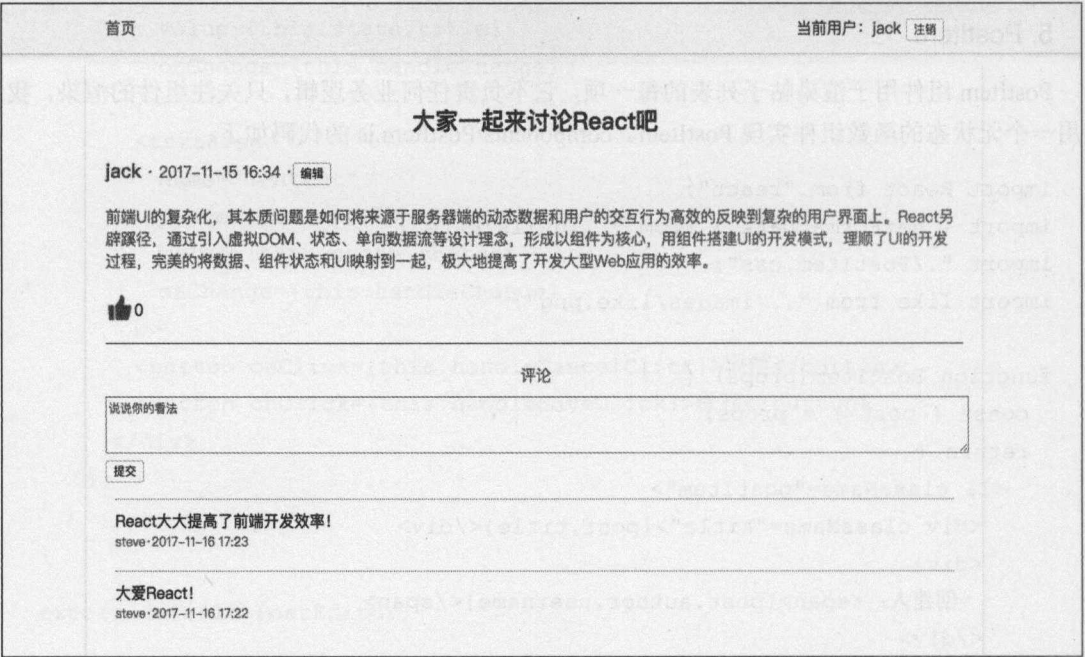 首页
当前用户：jack 注销
大家一起来讨论React吧
jack · 2017-11-15 16:34 · 编辑
前端UI的复杂化，其本质问题是如何将来源于服务器端的动态数据和用户的交互行为高效的反映到复杂的用户界面上。React另
辟蹊径，通过引入虚拟DOM、状态、单向数据流等设计理念，形成以组件为核心，用组件搭建UI的开发模式，理顺了UI的开发
过程，完美的将数据、组件状态和UI映射到一起，极大地提高了开发大型Web应用的效率。
0
评论
说说你的看法
提交
React大大提高了前端开发效率！
steve·2017-11-16 17:23
大爱React！
steve·2017-11-16 17:22